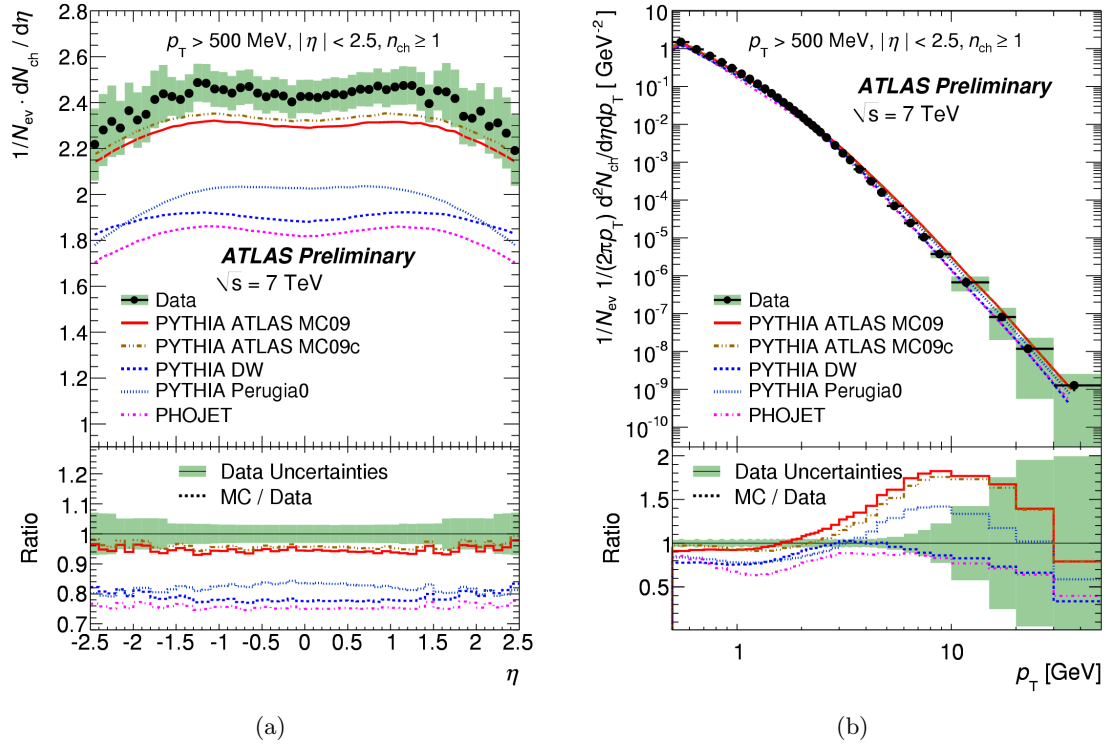 1/N_ev · dN_ch / dη
2.8
2.6
2.4
2.2
2
1.8
1.6
1.4
1.2
1
p_T > 500 MeV, | η | < 2.5, n_ch ≥ 1
ATLAS Preliminary
√s = 7 TeV
Data
PYTHIA ATLAS MC09
PYTHIA ATLAS MC09c
PYTHIA DW
PYTHIA Perugia0
PHOJET
Ratio
1.2
1.1
1
0.9
0.8
0.7
Data Uncertainties
MC / Data
-2.5 -2 -1.5 -1 -0.5 0 0.5 1 1.5 2 2.5
η
(a)
1/N_ev 1/(2πp_T) d²N_ch/dηdp_T [ GeV⁻² ]
10
1
10⁻¹
10⁻²
10⁻³
10⁻⁴
10⁻⁵
10⁻⁶
10⁻⁷
10⁻⁸
10⁻⁹
10⁻¹⁰
p_T > 500 MeV, | η | < 2.5, n_ch ≥ 1
ATLAS Preliminary
√s = 7 TeV
Data
PYTHIA ATLAS MC09
PYTHIA ATLAS MC09c
PYTHIA DW
PYTHIA Perugia0
PHOJET
Ratio
2
1.5
1
0.5
Data Uncertainties
MC / Data
1 10
p_T [GeV]
(b)